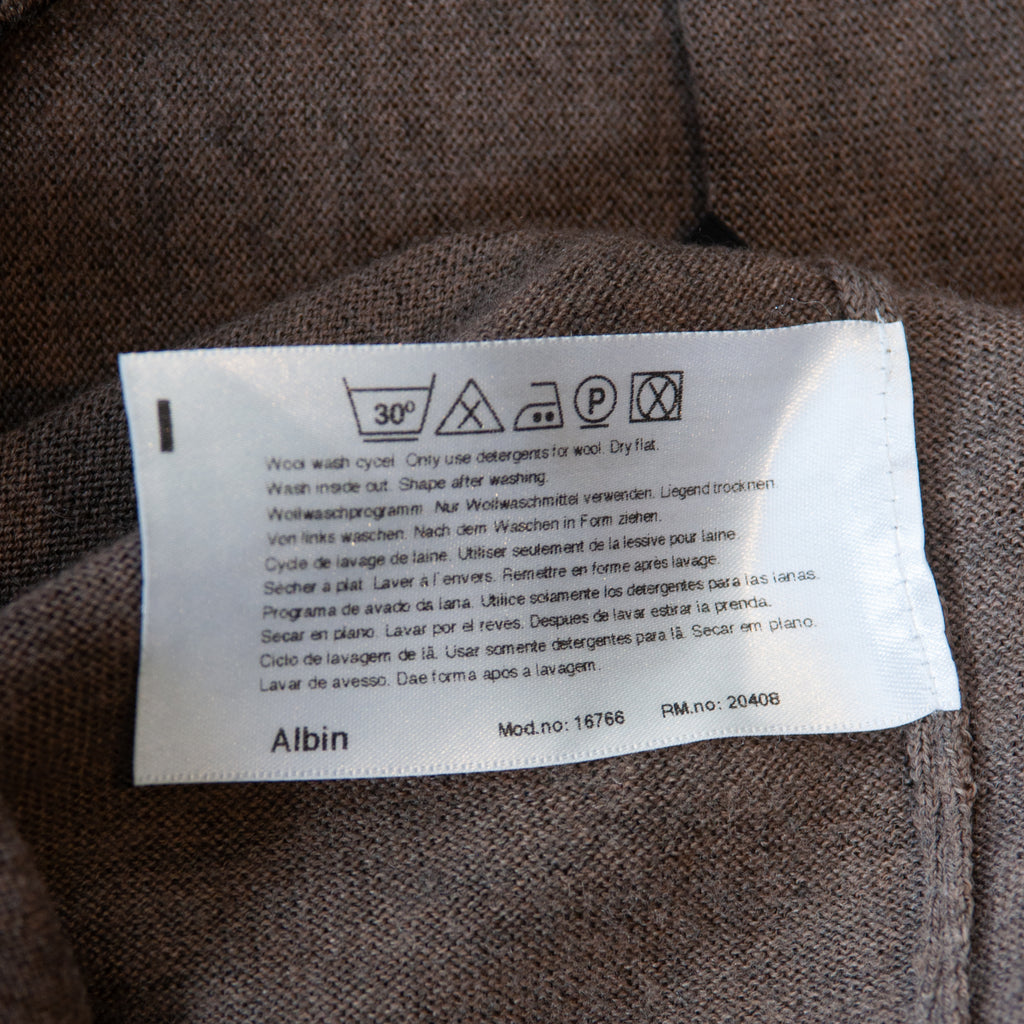 30°
P
Wool wash cycel. Only use detergents for wool. Dry flat.
Wash inside out. Shape after washing.
Wollwaschprogramm. Nur Wollwaschmittel verwenden. Liegend trocknen
Von links waschen. Nach dem Waschen in Form ziehen.
Cycle de lavage de laine. Utiliser seulement de la lessive pour laine.
Sécher à plat. Laver à l'envers. Remettre en forme après lavage.
Programa de avado da lana. Utilice solamente los detergentes para las lanas.
Secar en plano. Lavar por el reves. Despues de lavar estirar la prenda.
Ciclo de lavagem de lã. Usar somente detergentes para lã. Secar em plano.
Lavar de avesso. Dae forma apos a lavagem.
Albin Mod.no: 16766 RM.no: 20408